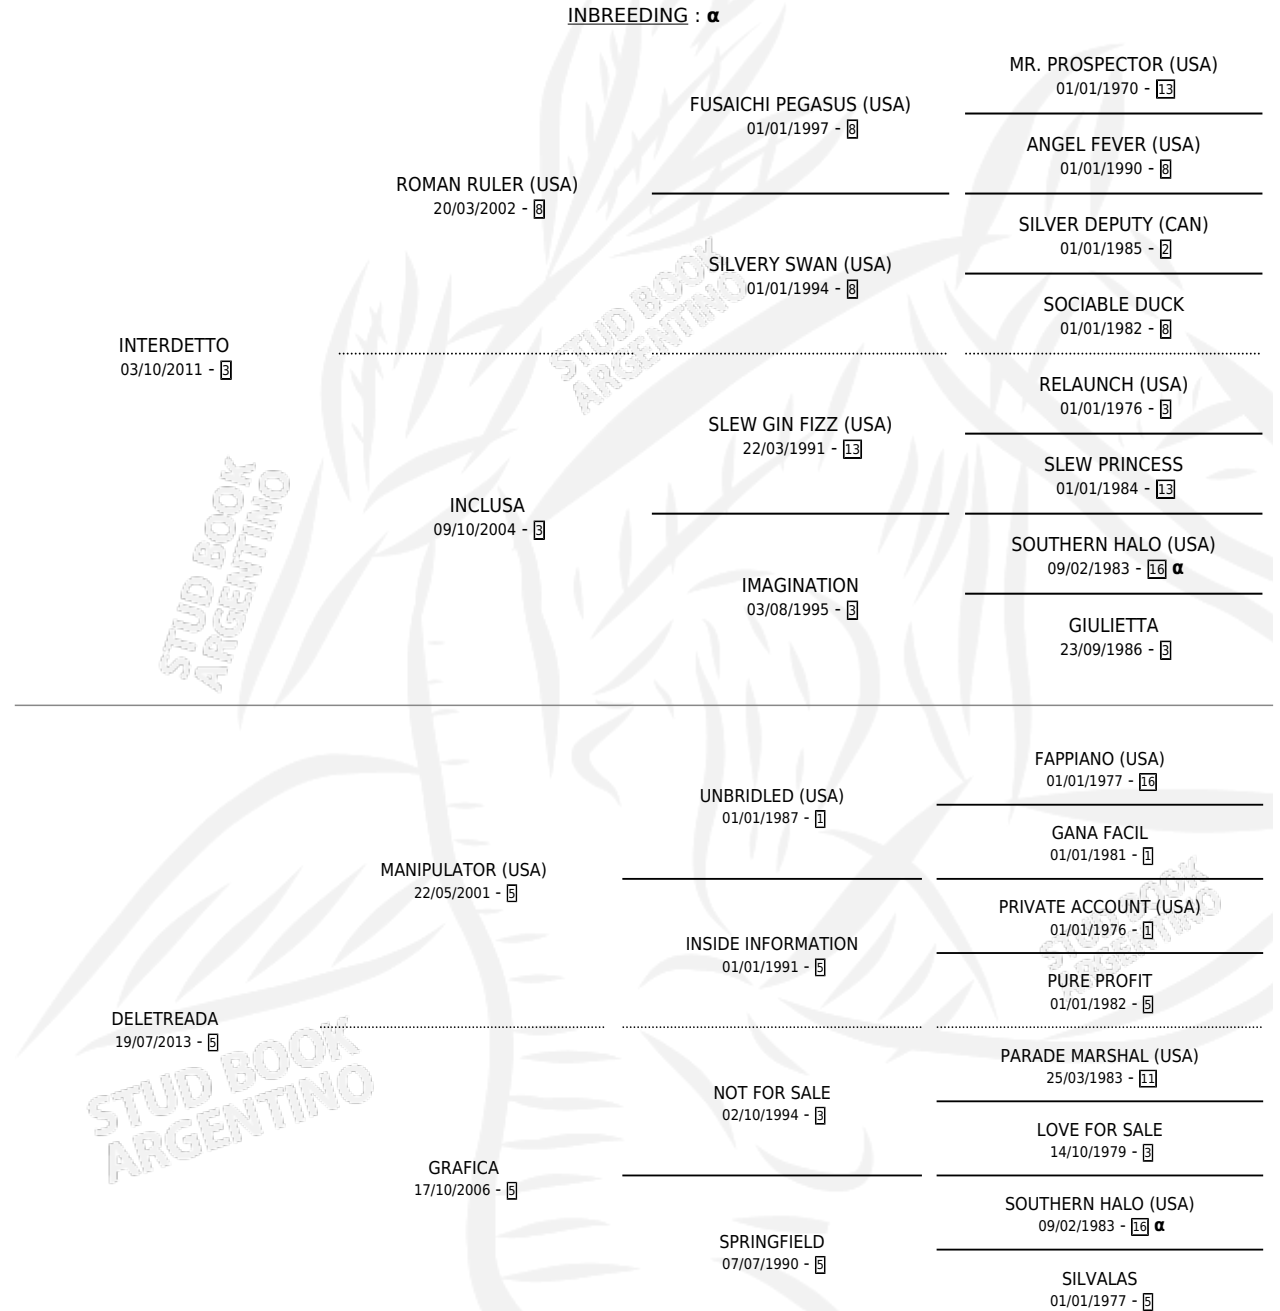 INBREEDING : α
MR. PROSPECTOR (USA)
01/01/1970 - 13
FUSAICHI PEGASUS (USA)
01/01/1997 - 8
ANGEL FEVER (USA)
01/01/1990 - 8
ROMAN RULER (USA)
20/03/2002 - 8
SILVER DEPUTY (CAN)
01/01/1985 - 2
SILVERY SWAN (USA)
01/01/1994 - 8
SOCIABLE DUCK
01/01/1982 - 8
INTERDETTO
03/10/2011 - 3
RELAUNCH (USA)
01/01/1976 - 3
SLEW GIN FIZZ (USA)
22/03/1991 - 13
SLEW PRINCESS
01/01/1984 - 13
INCLUSA
09/10/2004 - 3
SOUTHERN HALO (USA)
09/02/1983 - 16 α
IMAGINATION
03/08/1995 - 3
GIULIETTA
23/09/1986 - 3
FAPPIANO (USA)
01/01/1977 - 16
UNBRIDLED (USA)
01/01/1987 - 1
GANA FACIL
01/01/1981 - 1
MANIPULATOR (USA)
22/05/2001 - 5
PRIVATE ACCOUNT (USA)
01/01/1976 - 1
INSIDE INFORMATION
01/01/1991 - 5
PURE PROFIT
01/01/1982 - 5
DELETREADA
19/07/2013 - 5
PARADE MARSHAL (USA)
25/03/1983 - 11
NOT FOR SALE
02/10/1994 - 3
LOVE FOR SALE
14/10/1979 - 3
GRAFICA
17/10/2006 - 5
SOUTHERN HALO (USA)
09/02/1983 - 16 α
SPRINGFIELD
07/07/1990 - 5
SILVALAS
01/01/1977 - 5
STUD BOOK
ARGENTINO
STUD BOOK
ARGENTINO
STUD BOOK
ARGENTINO
STUD BOOK
ARGENTINO